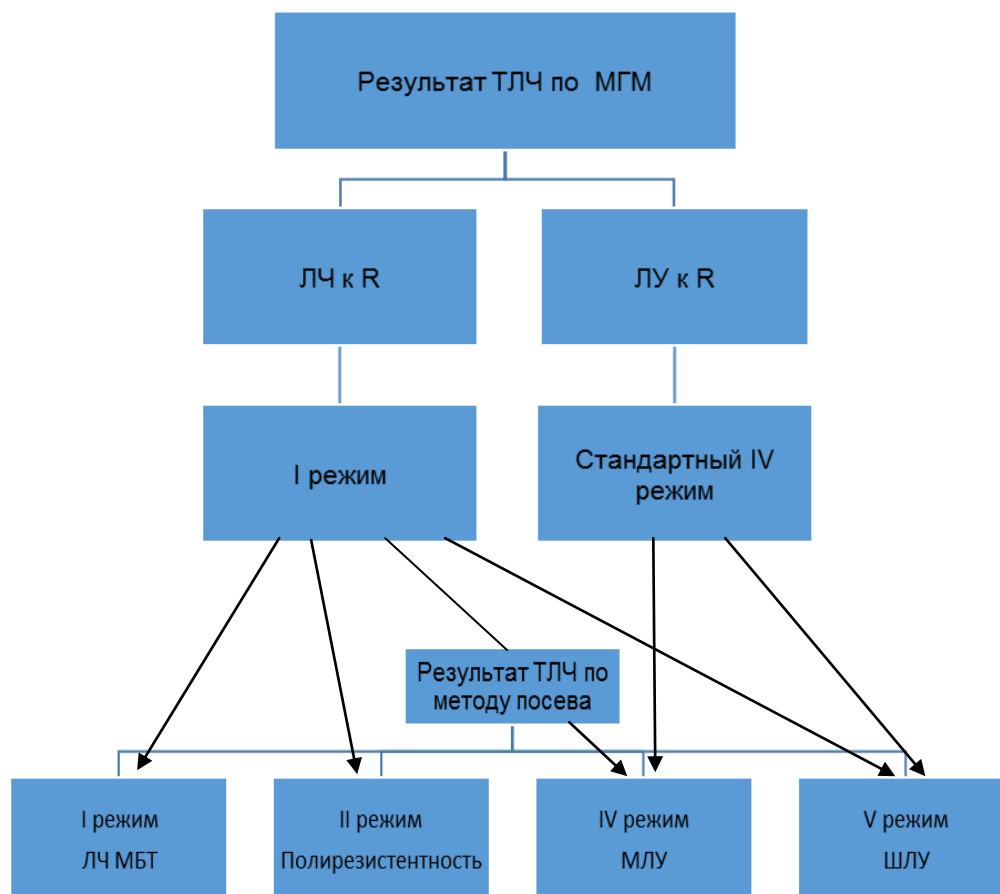 Результат ТЛЧ по МГМ
ЛЧ к R
ЛУ к R
I режим
Стандартный IV
режим
Результат ТЛЧ по
методу посева
I режим
ЛЧ МБТ
II режим
Полирезистентность
IV режим
МЛУ
V режим
ШЛУ